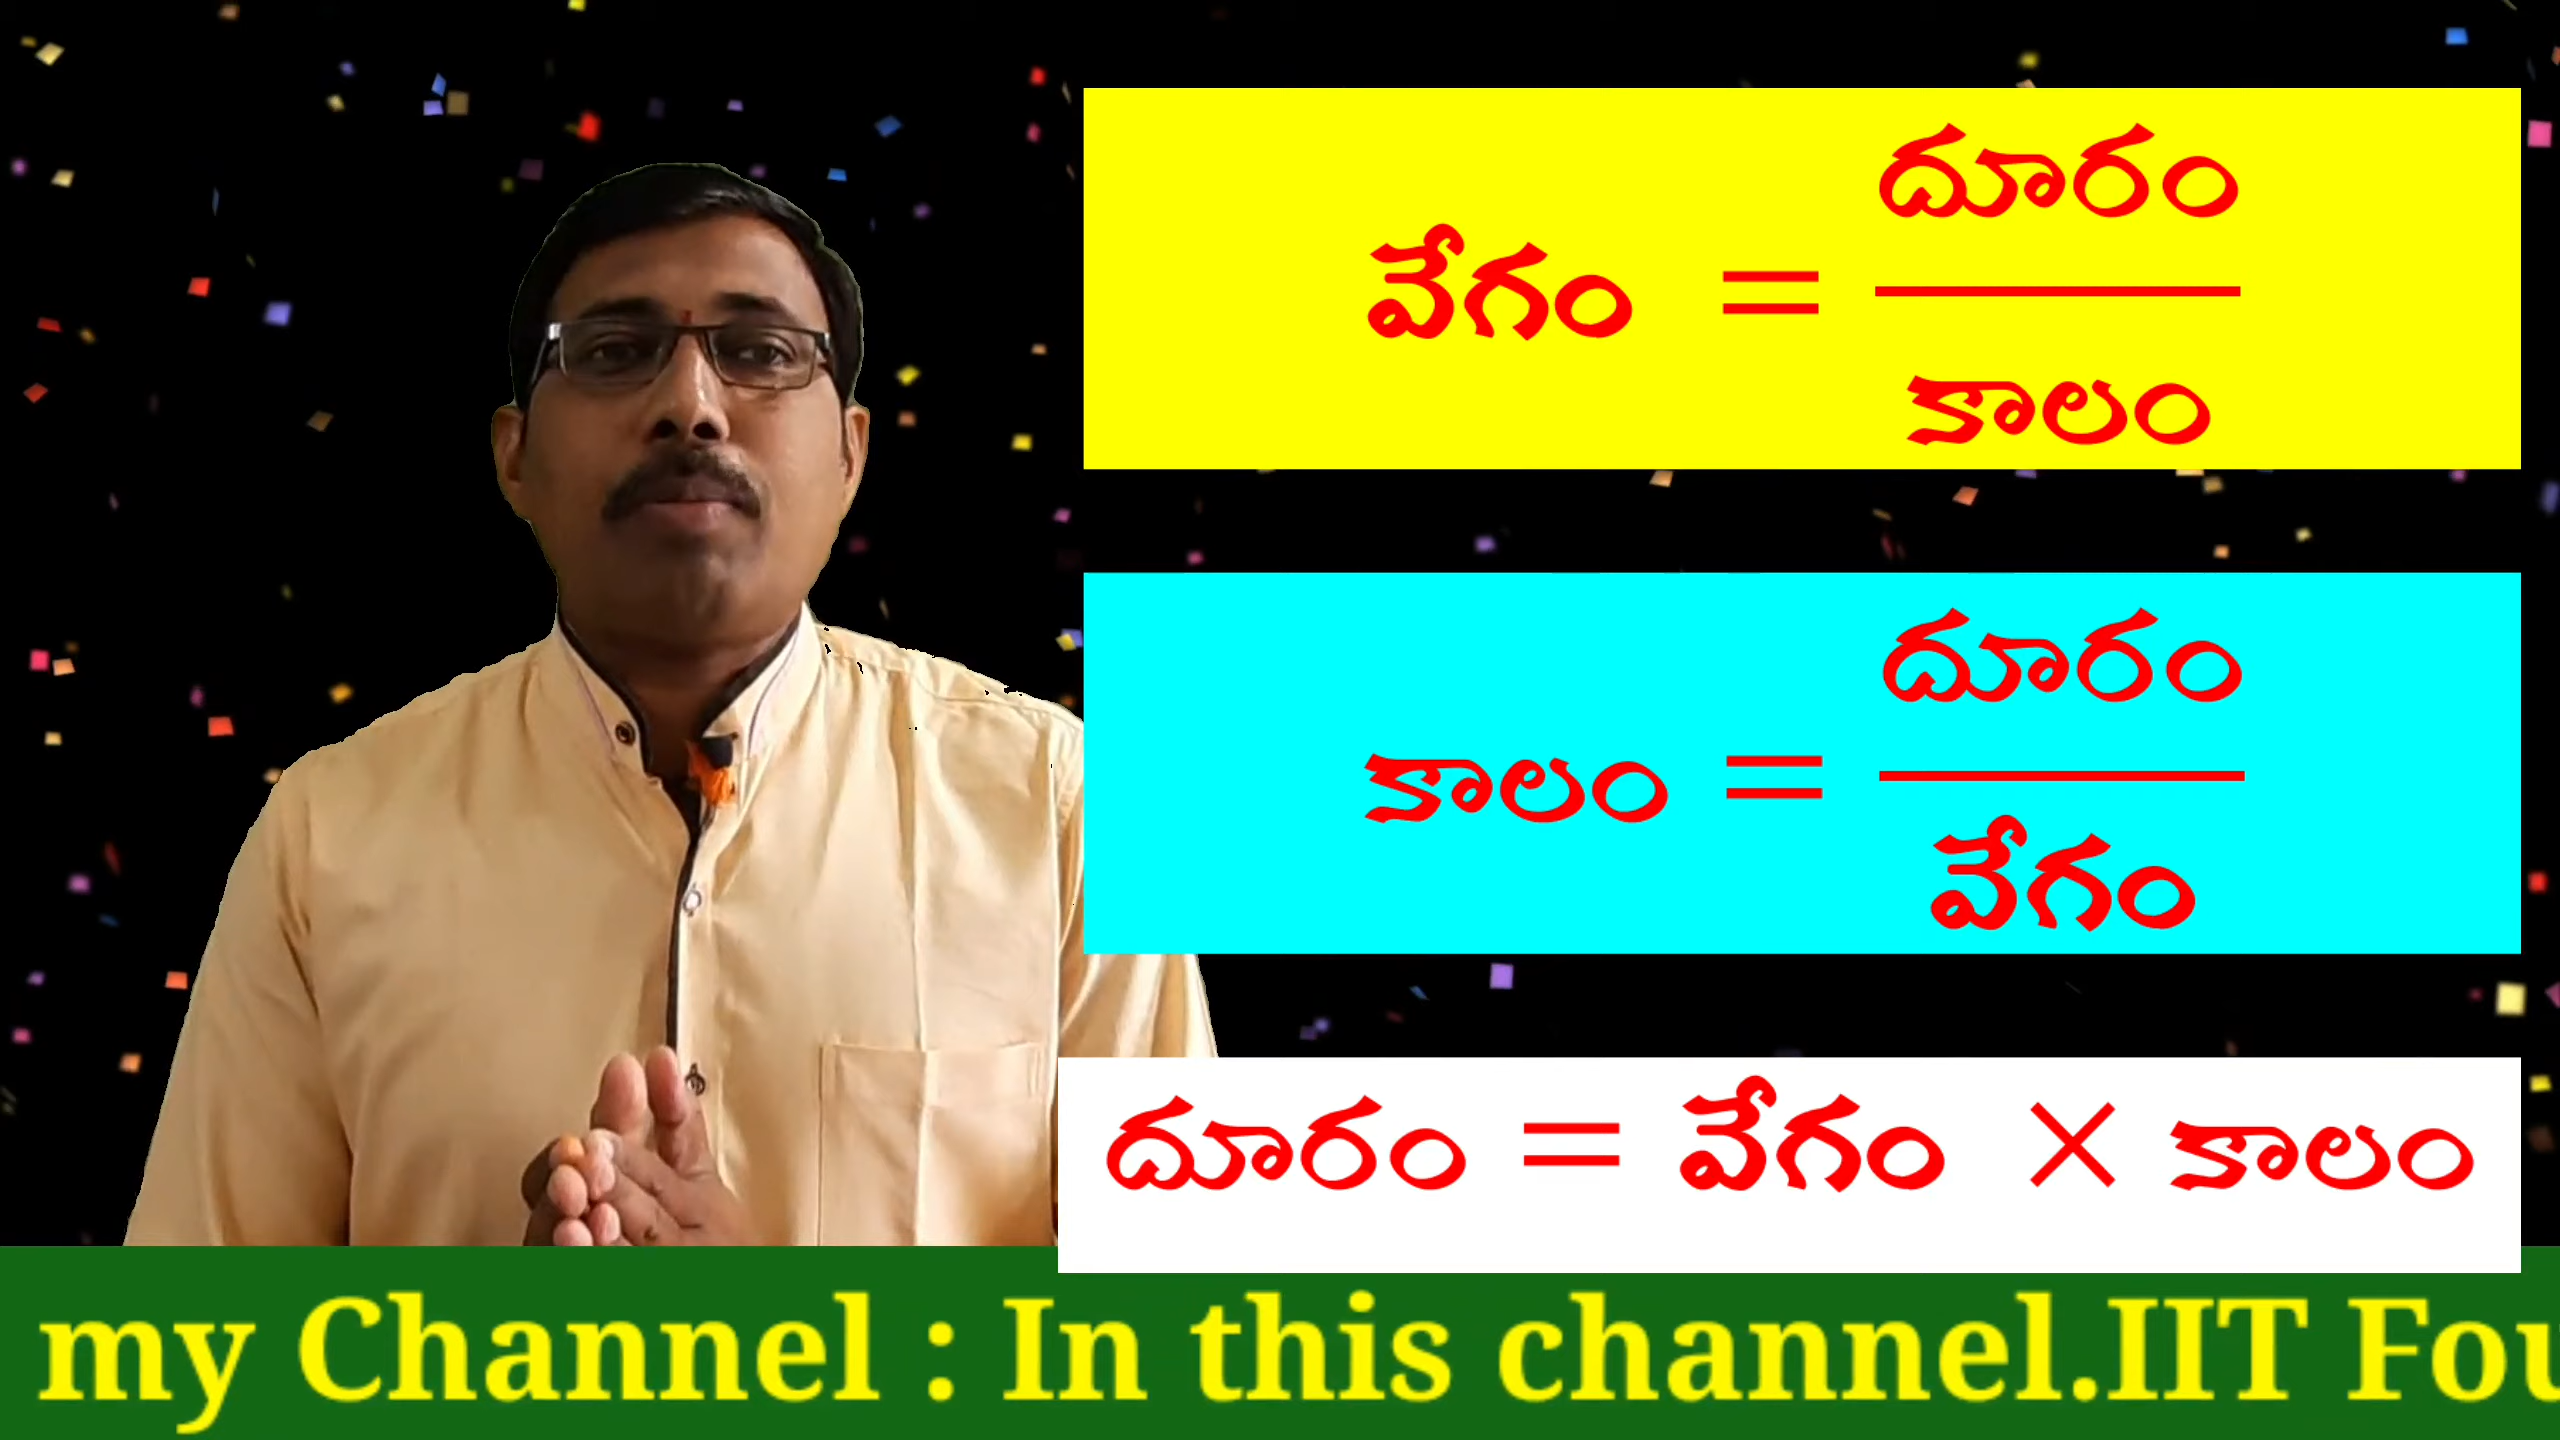 వేగం = దూరం / కాలం
కాలం = దూరం / వేగం
దూరం = వేగం × కాలం
my Channel : In this channel.IIT Fou